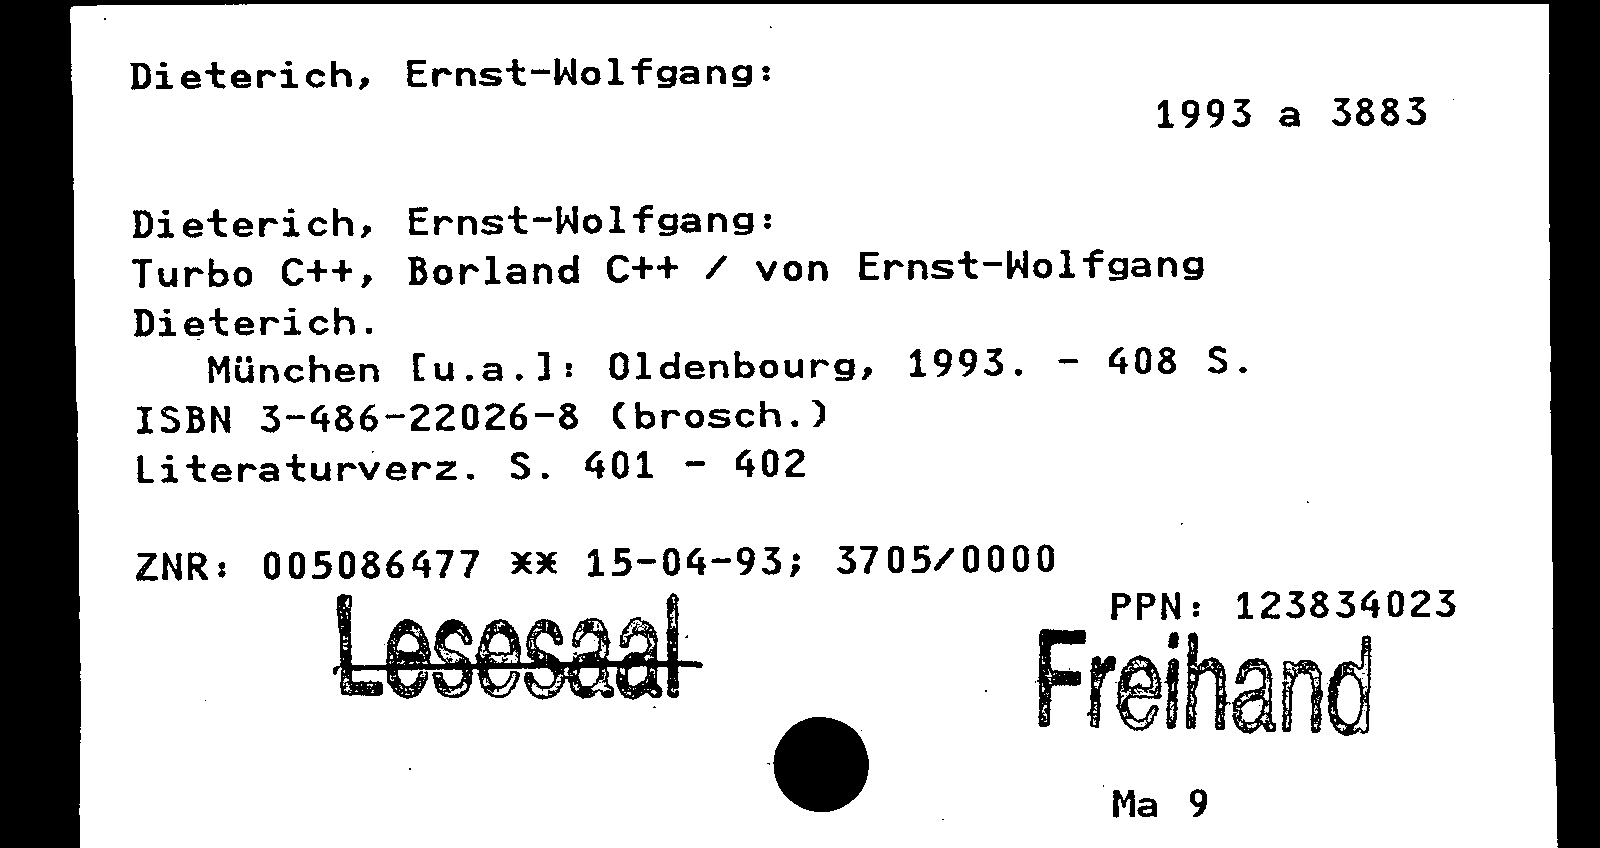 Dieterich, Ernst-Wolfgang:
1993 a 3883
Dieterich, Ernst-Wolfgang:
Turbo C++, Borland C++ / von Ernst-Wolfgang
Dieterich.
München [u.a.]: Oldenbourg, 1993. - 408 S.
ISBN 3-486-22026-8 (brosch.)
Literaturverz. S. 401 - 402
ZNR: 005086477 ** 15-04-93; 3705/0000
PPN: 123834023
Lesesaal
Freihand
Ma 9